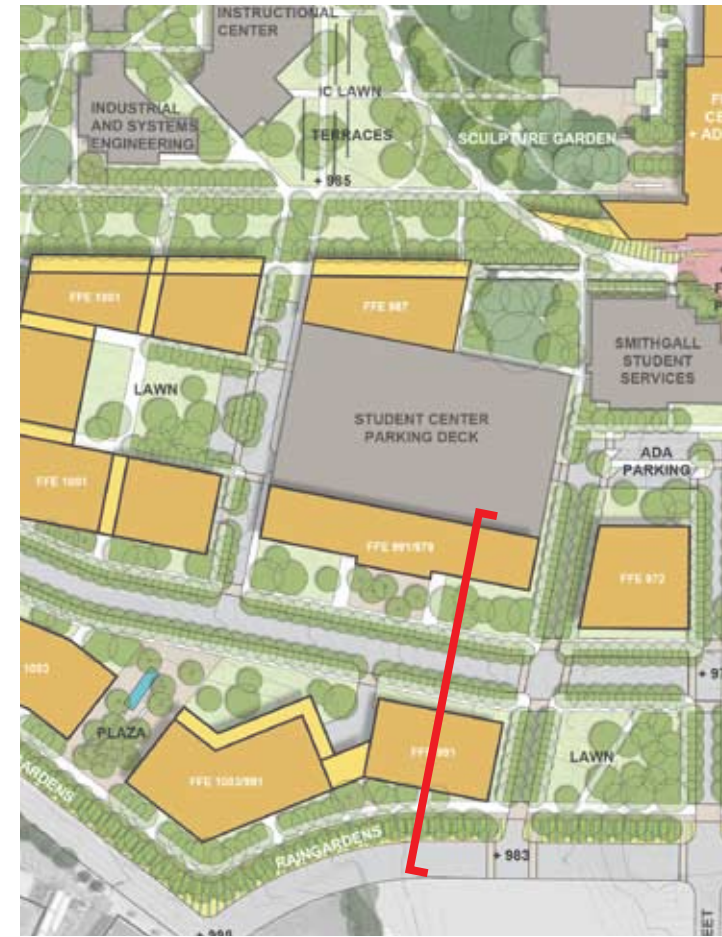 INSTRUCTIONAL
CENTER
IC LAWN
INDUSTRIAL
AND SYSTEMS
ENGINEERING
TERRACES
SCULPTURE GARDEN
+ 985
FFE 1001
FFE 987
LAWN
SMITHGALL
STUDENT
SERVICES
STUDENT CENTER
PARKING DECK
ADA
PARKING
FFE 1001
FFE 991/979
FFE 972
PLAZA
FFE 1003/991
LAWN
RAINGARDENS
+ 983